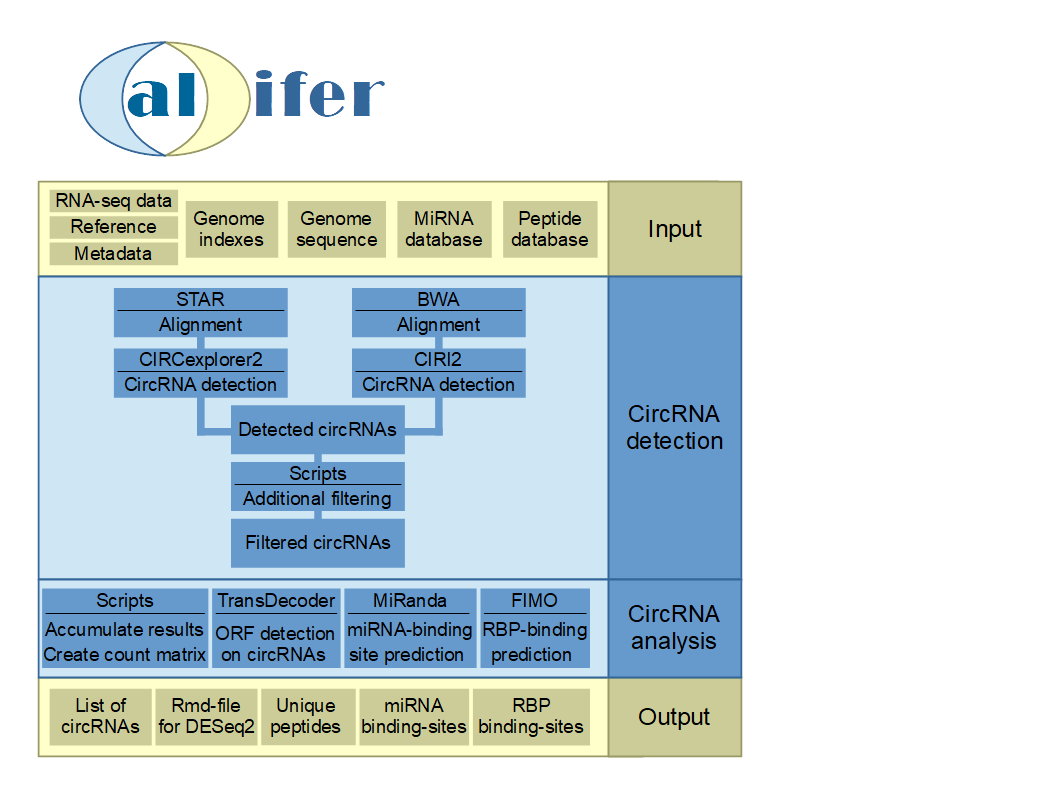 al ifer
RNA-seq data
Reference
Metadata
Genome
indexes
Genome
sequence
MiRNA
database
Peptide
database
Input
STAR
Alignment
BWA
Alignment
CIRCexplorer2
CircRNA detection
CIRI2
CircRNA detection
Detected circRNAs
Scripts
Additional filtering
Filtered circRNAs
CircRNA
detection
Scripts
Accumulate results
Create count matrix
TransDecoder
ORF detection
on circRNAs
MiRanda
miRNA-binding
site prediction
FIMO
RBP-binding
prediction
CircRNA
analysis
List of
circRNAs
Rmd-file
for DESeq2
Unique
peptides
miRNA
binding-sites
RBP
binding-sites
Output